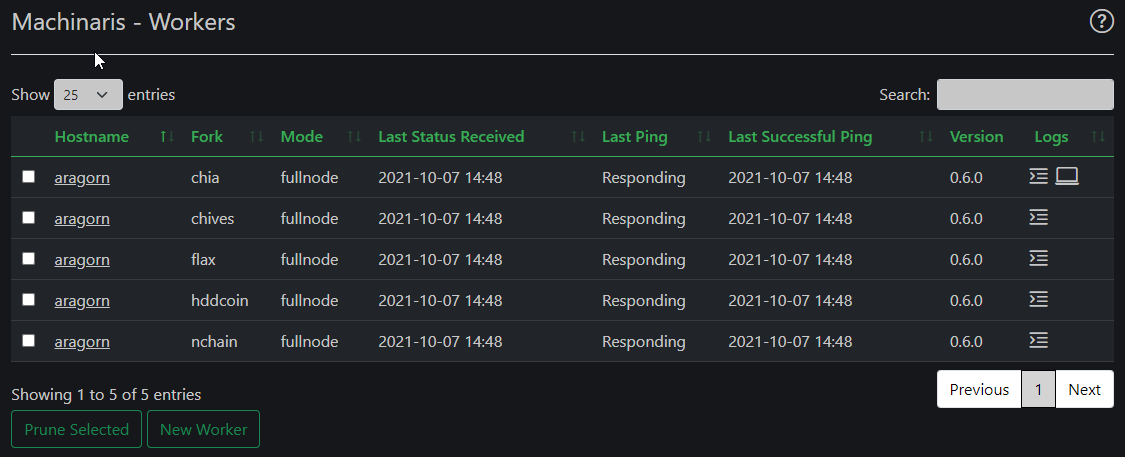 Machinaris - Workers
Show 25 entries Search:
Hostname Fork Mode Last Status Received Last Ping Last Successful Ping Version Logs
aragorn chia fullnode 2021-10-07 14:48 Responding 2021-10-07 14:48 0.6.0
aragorn chives fullnode 2021-10-07 14:48 Responding 2021-10-07 14:48 0.6.0
aragorn flax fullnode 2021-10-07 14:48 Responding 2021-10-07 14:48 0.6.0
aragorn hddcoin fullnode 2021-10-07 14:48 Responding 2021-10-07 14:48 0.6.0
aragorn nchain fullnode 2021-10-07 14:48 Responding 2021-10-07 14:48 0.6.0
Showing 1 to 5 of 5 entries Previous 1 Next
Prune Selected New Worker